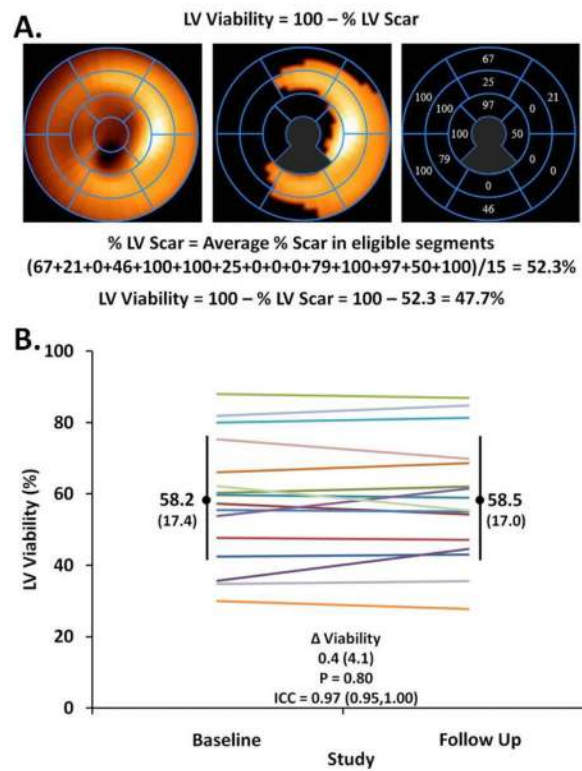 A.
LV Viability = 100 – % LV Scar
67
25
21
100
100
97
0
100
50
100
79
0
0
0
46
% LV Scar = Average % Scar in eligible segments
(67+21+0+46+100+100+25+0+0+0+79+100+97+50+100)/15 = 52.3%
LV Viability = 100 - % LV Scar = 100 – 52.3 = 47.7%
B.
100
80
60
40
20
0
LV Viability (%)
58.2
(17.4)
58.5
(17.0)
Δ Viability
0.4 (4.1)
P = 0.80
ICC = 0.97 (0.95,1.00)
Baseline
Follow Up
Study